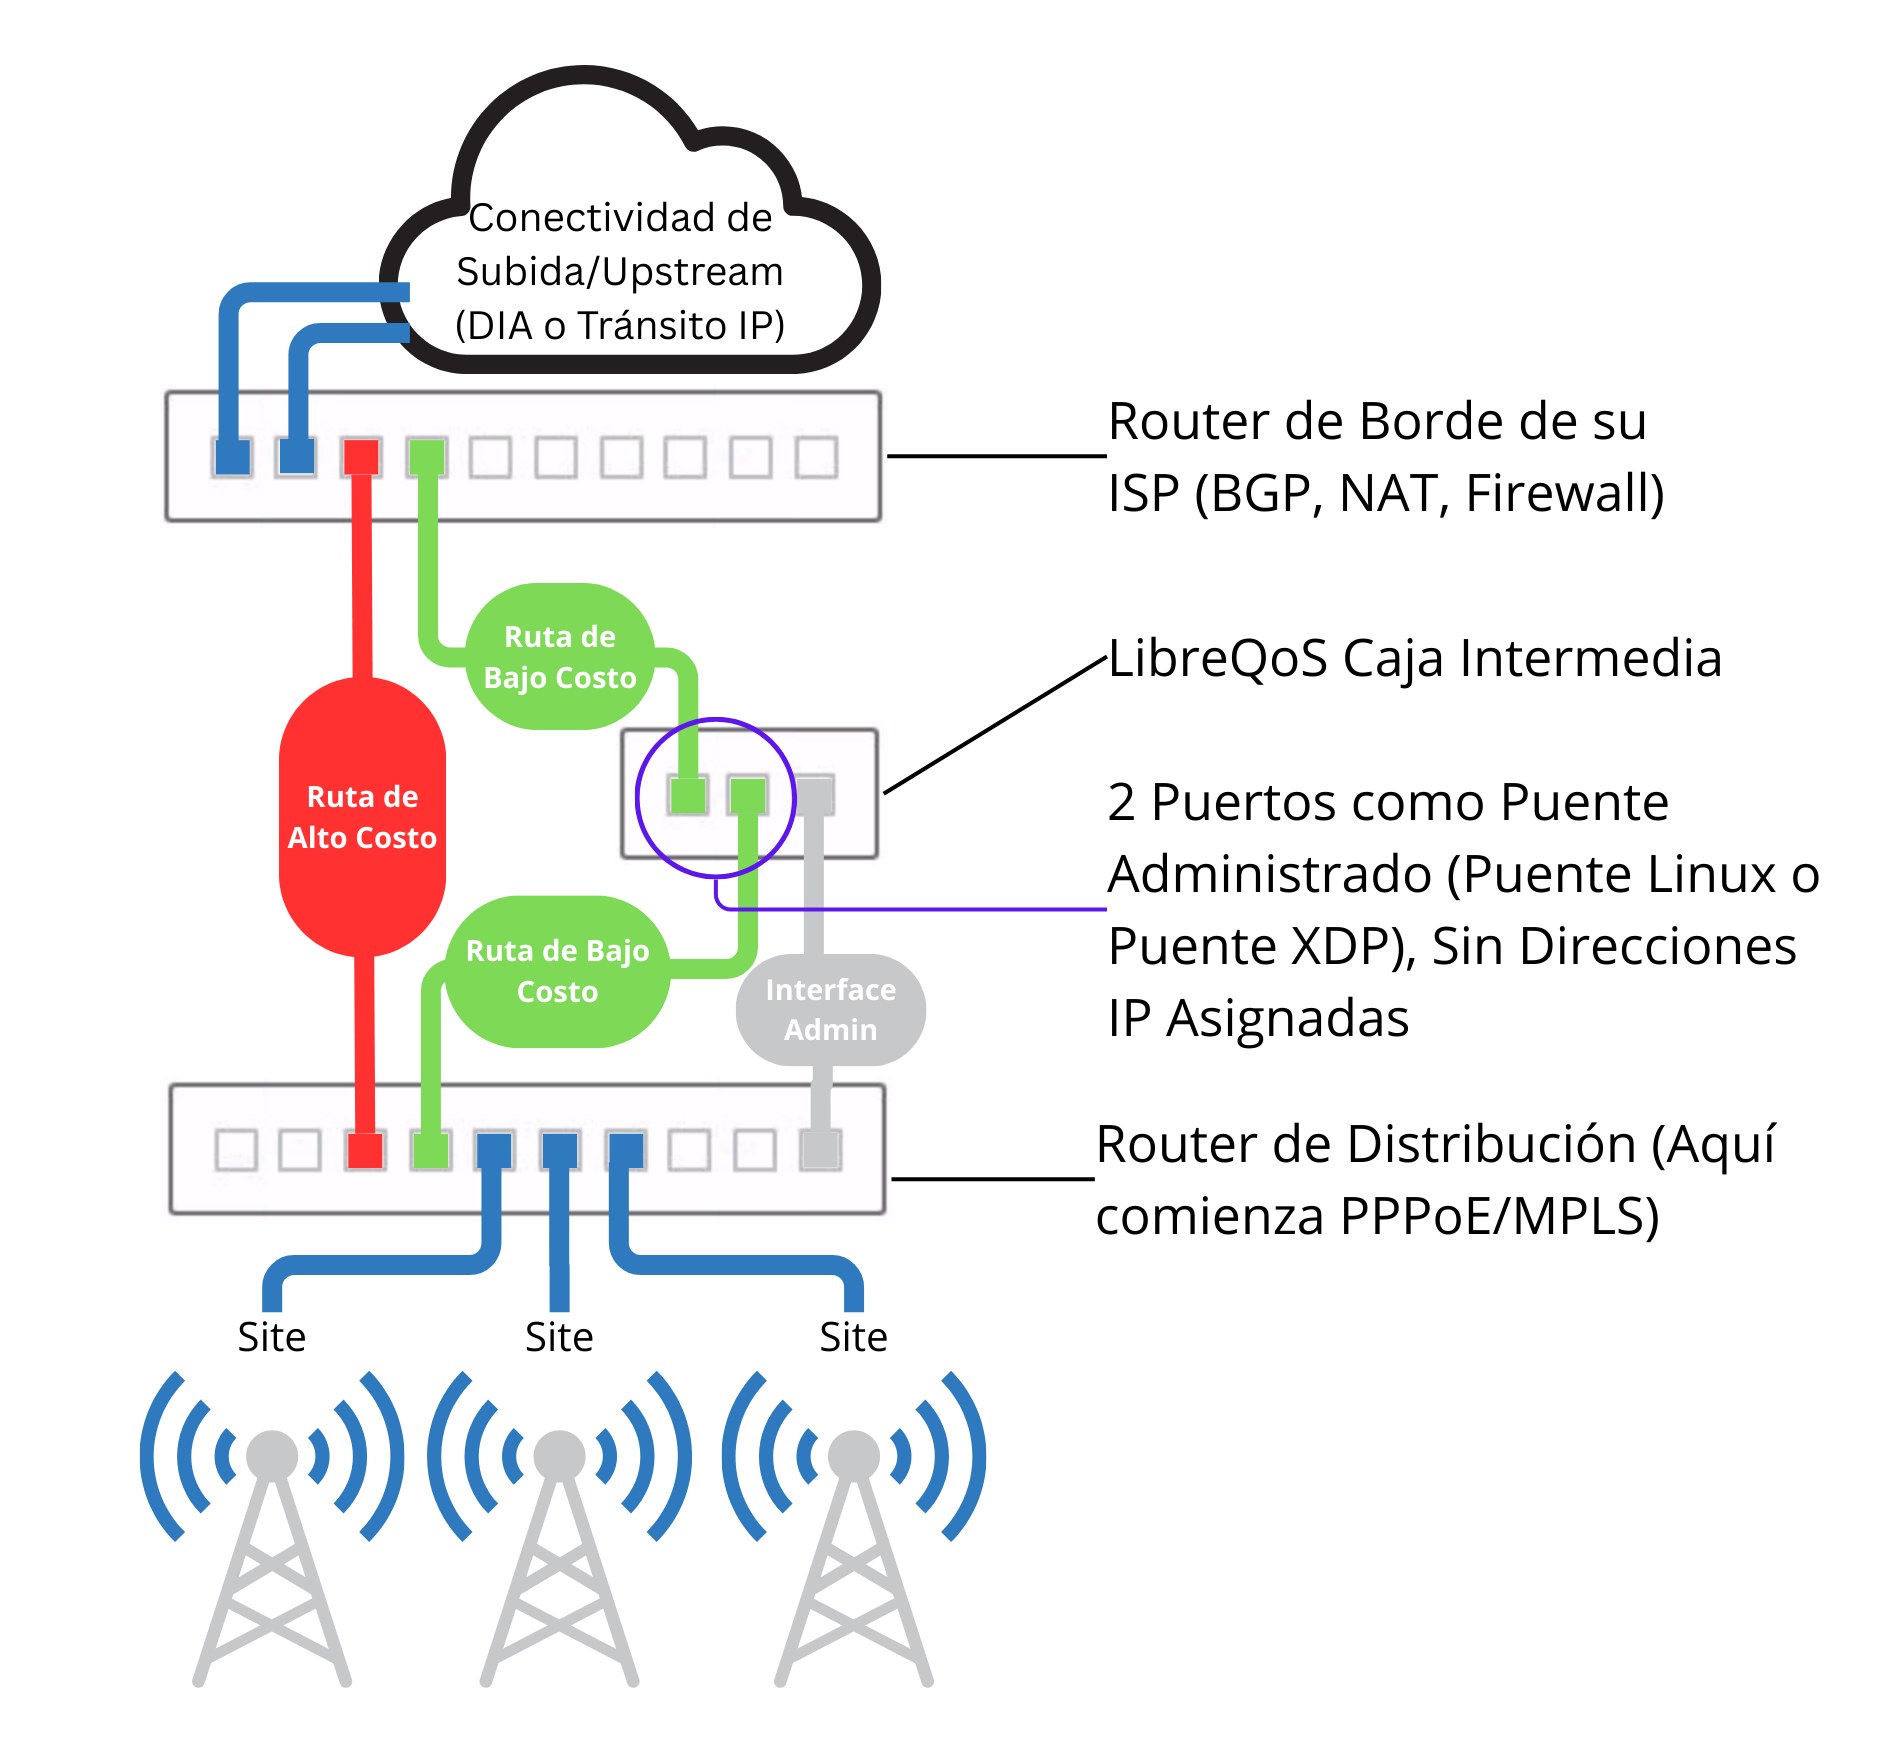 Conectividad de
Subida/Upstream
(DIA o Tránsito IP)
Router de Borde de su
ISP (BGP, NAT, Firewall)
Ruta de
Bajo Costo
LibreQoS Caja Intermedia
Ruta de
Alto Costo
2 Puertos como Puente
Administrado (Puente Linux o
Puente XDP), Sin Direcciones
IP Asignadas
Ruta de Bajo
Costo
Interface
Admin
Router de Distribución (Aquí
comienza PPPoE/MPLS)
Site
Site
Site